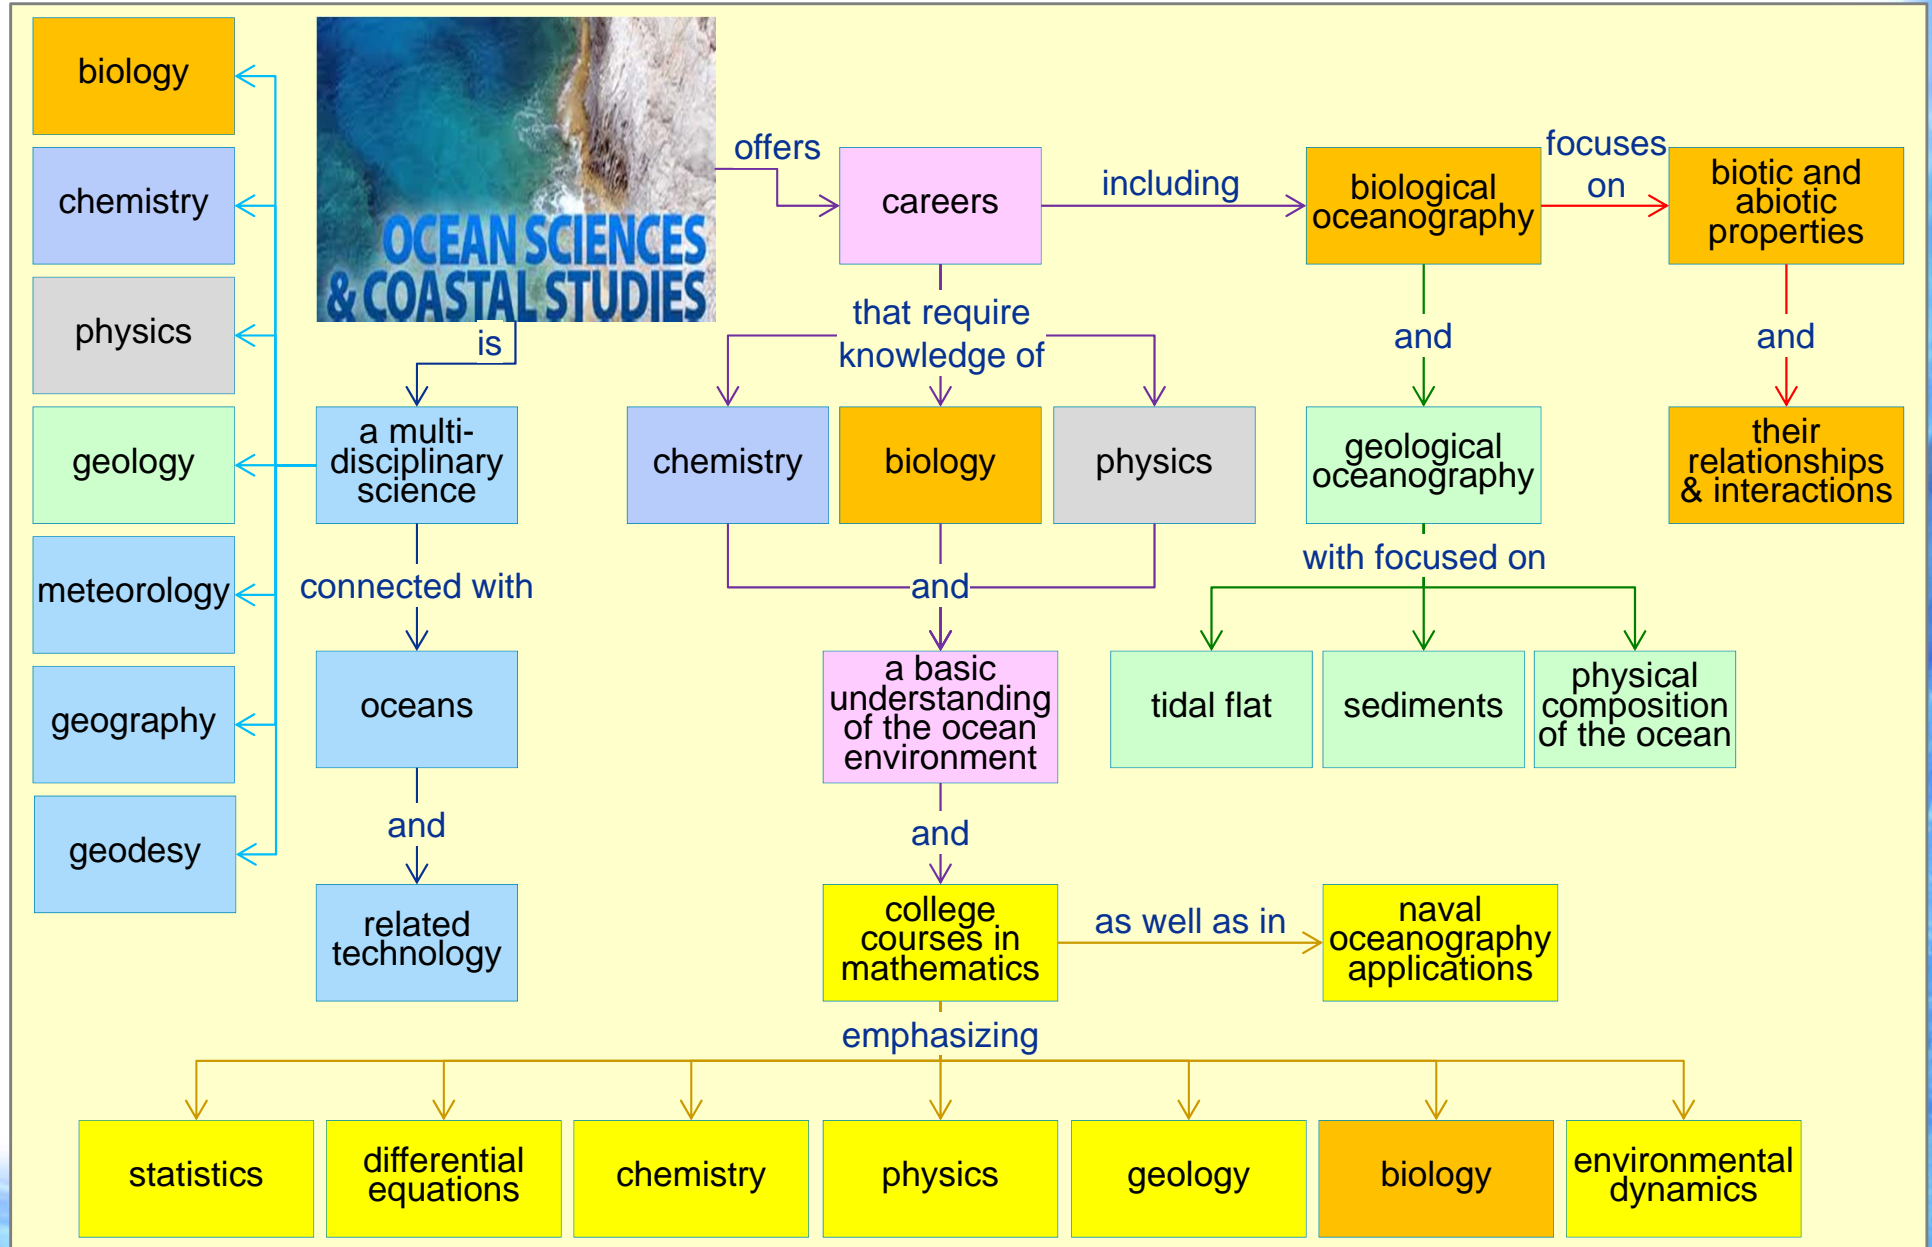 biology
chemistry
physics
geology
meteorology
geography
geodesy
OCEAN SCIENCES
& COASTAL STUDIES
is
a multi-
disciplinary
science
connected with
oceans
and
related
technology
offers
careers
that require
knowledge of
chemistry
biology
physics
and
a basic
understanding
of the ocean
environment
and
college
courses in
mathematics
as well as in
naval
oceanography
applications
emphasizing
statistics
differential
equations
chemistry
physics
geology
biology
environmental
dynamics
including
biological
oceanography
focuses
on
biotic and
abiotic
properties
and
their
relationships
& interactions
and
geological
oceanography
with focused on
tidal flat
sediments
physical
composition
of the ocean